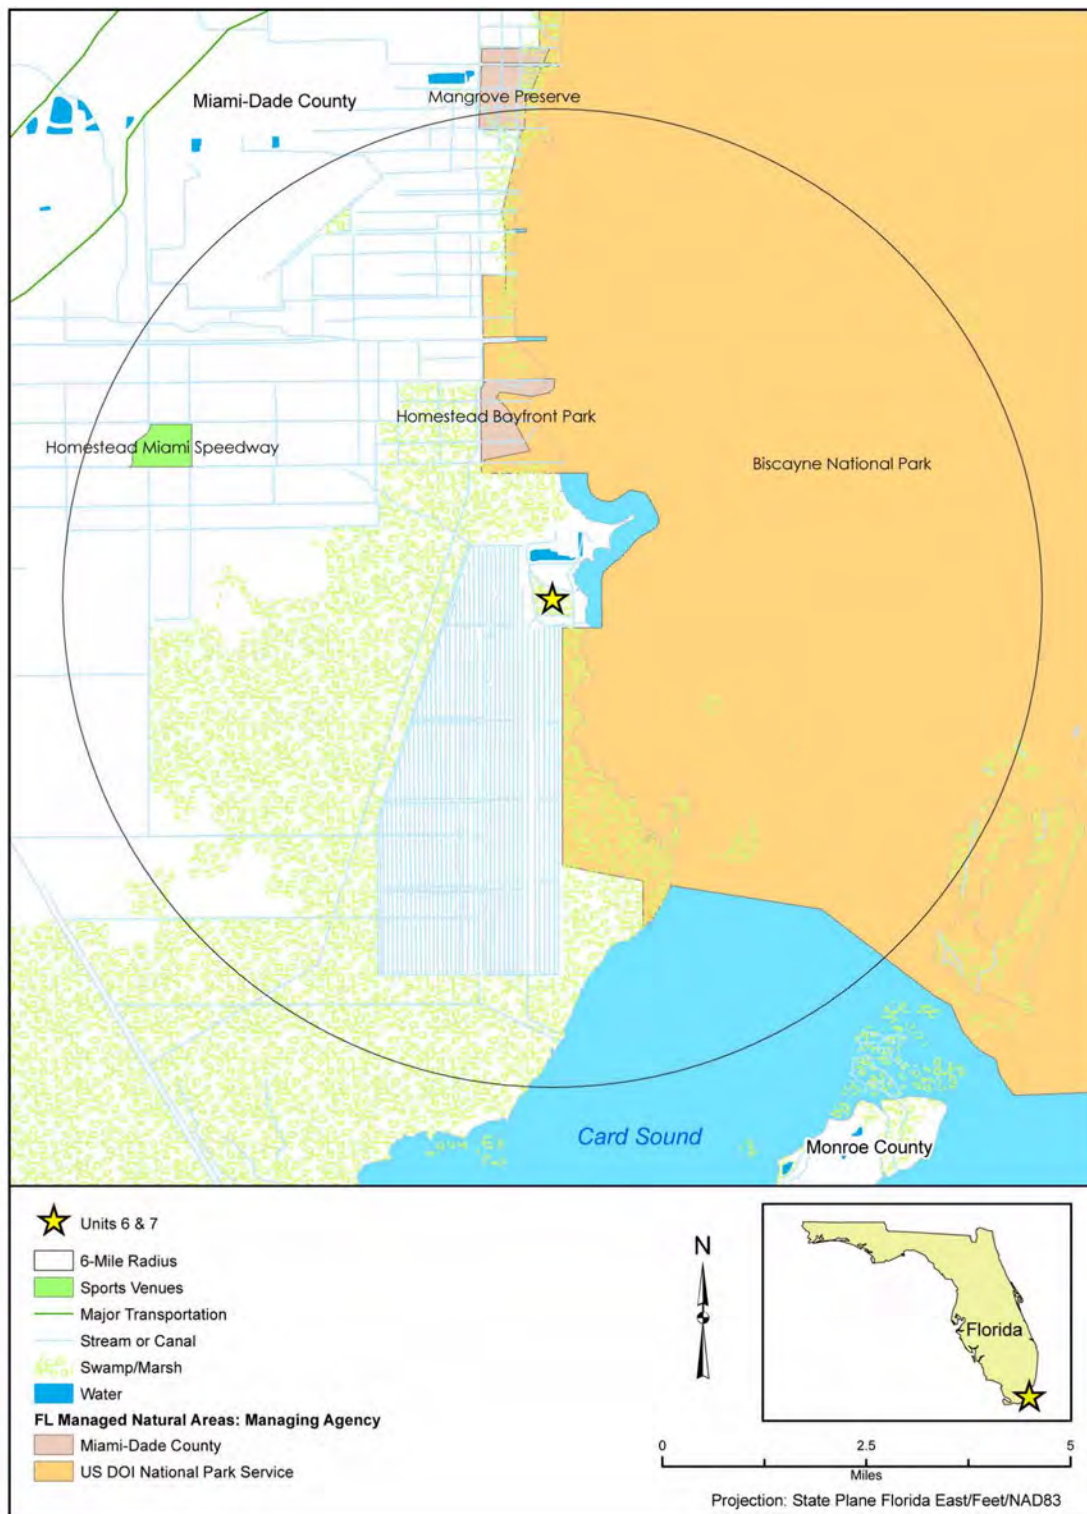 Miami-Dade County
Mangrove Preserve
Homestead Bayfront Park
Homestead Miami Speedway
Biscayne National Park
Card Sound
Monroe County
Units 6 & 7
6-Mile Radius
Sports Venues
Major Transportation
Stream or Canal
Swamp/Marsh
Water
FL Managed Natural Areas: Managing Agency
Miami-Dade County
US DOI National Park Service
N
Florida
0 2.5 5
Miles
Projection: State Plane Florida East/Feet/NAD83